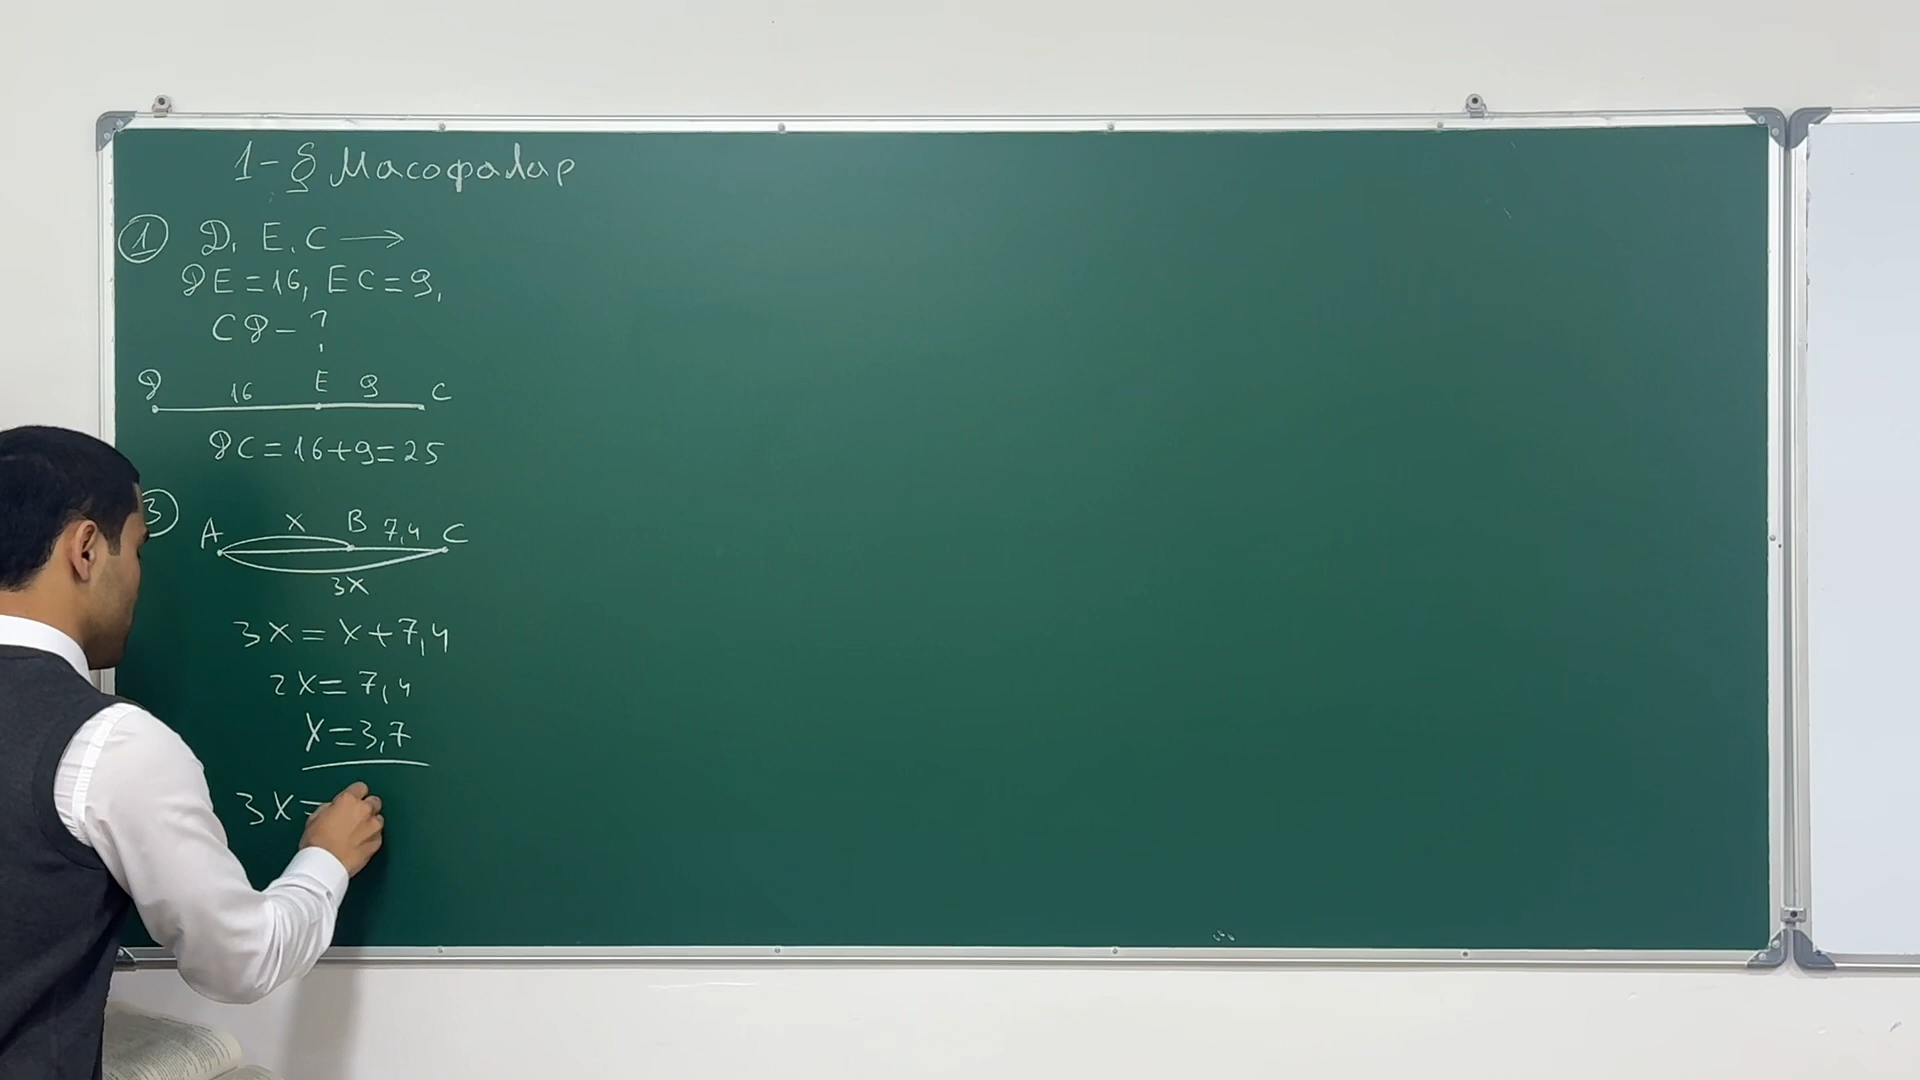 1-§ Масофалар
① D, E, C →
DE=16, EC=9,
CD-?
D 16 E 9 C
DC=16+9=25
3
A x B 7,4 C
3x
3x=x+7,4
2x=7,4
x=3,7
3x=